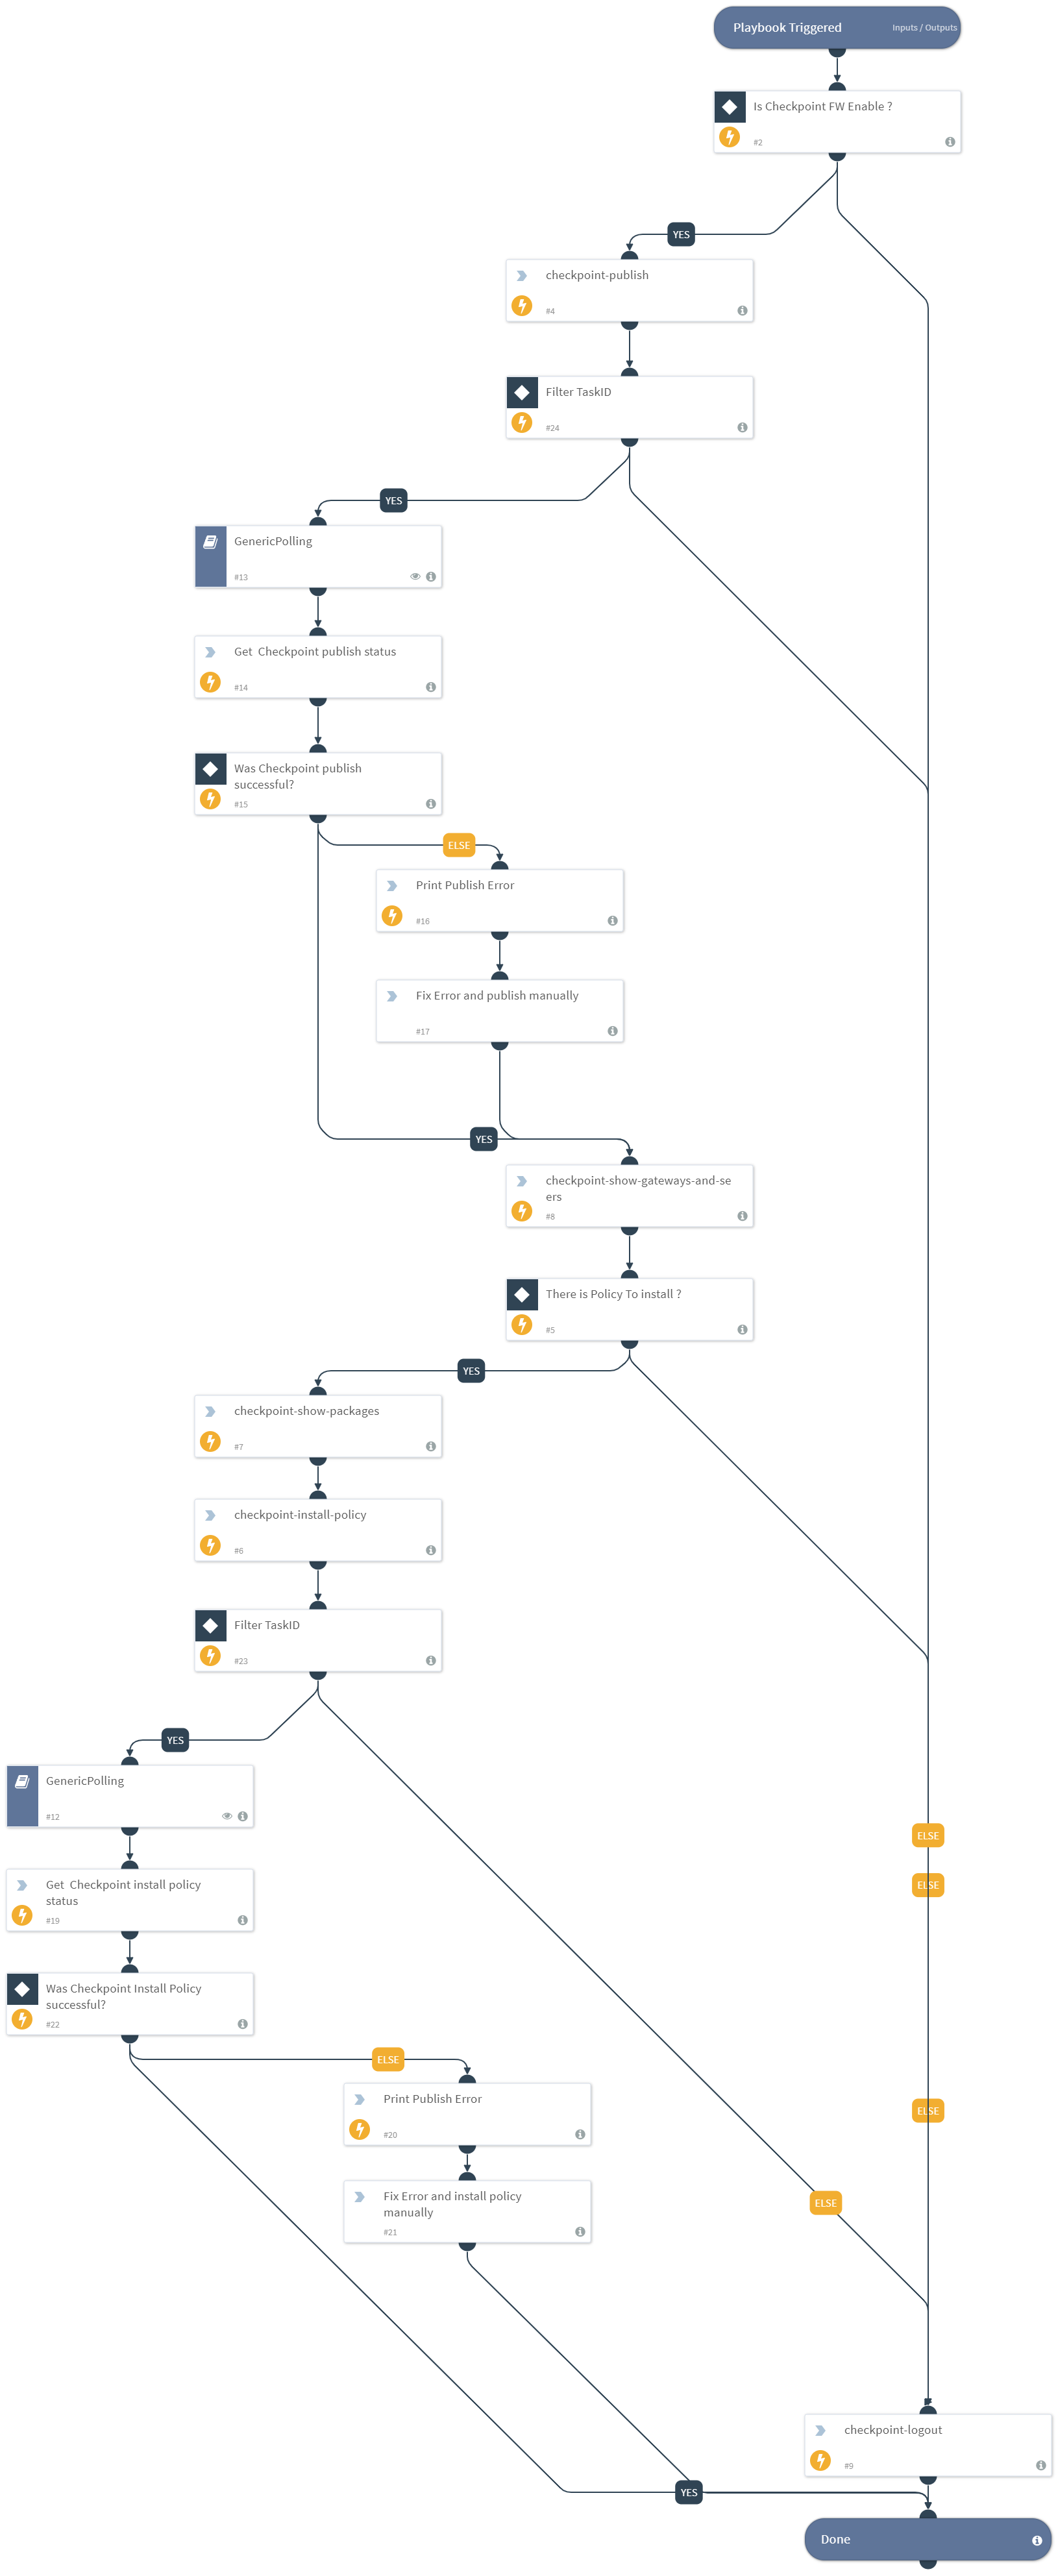 Playbook Triggered
Inputs / Outputs
Is Checkpoint FW Enable ?
#2
YES
checkpoint-publish
#4
Filter TaskID
#24
YES
GenericPolling
#13
Get  Checkpoint publish status
#14
Was Checkpoint publish
successful?
#15
ELSE
Print Publish Error
#16
Fix Error and publish manually
#17
YES
checkpoint-show-gateways-and-se
ers
#8
There is Policy To install ?
#5
YES
checkpoint-show-packages
#7
checkpoint-install-policy
#6
Filter TaskID
#23
YES
GenericPolling
#12
ELSE
Get  Checkpoint install policy
status
#19
ELSE
Was Checkpoint Install Policy
successful?
#22
ELSE
Print Publish Error
#20
ELSE
Fix Error and install policy
manually
#21
ELSE
checkpoint-logout
#9
YES
Done